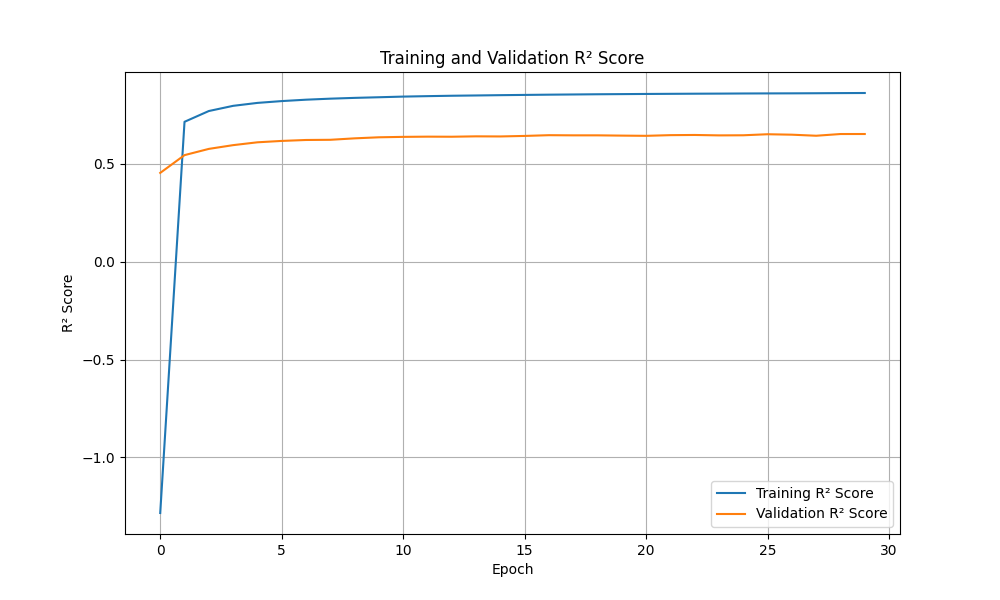 Training and Validation R² Score
R² Score
0.5
0.0
−0.5
−1.0
0 5 10 15 20 25 30
Epoch
Training R² Score
Validation R² Score